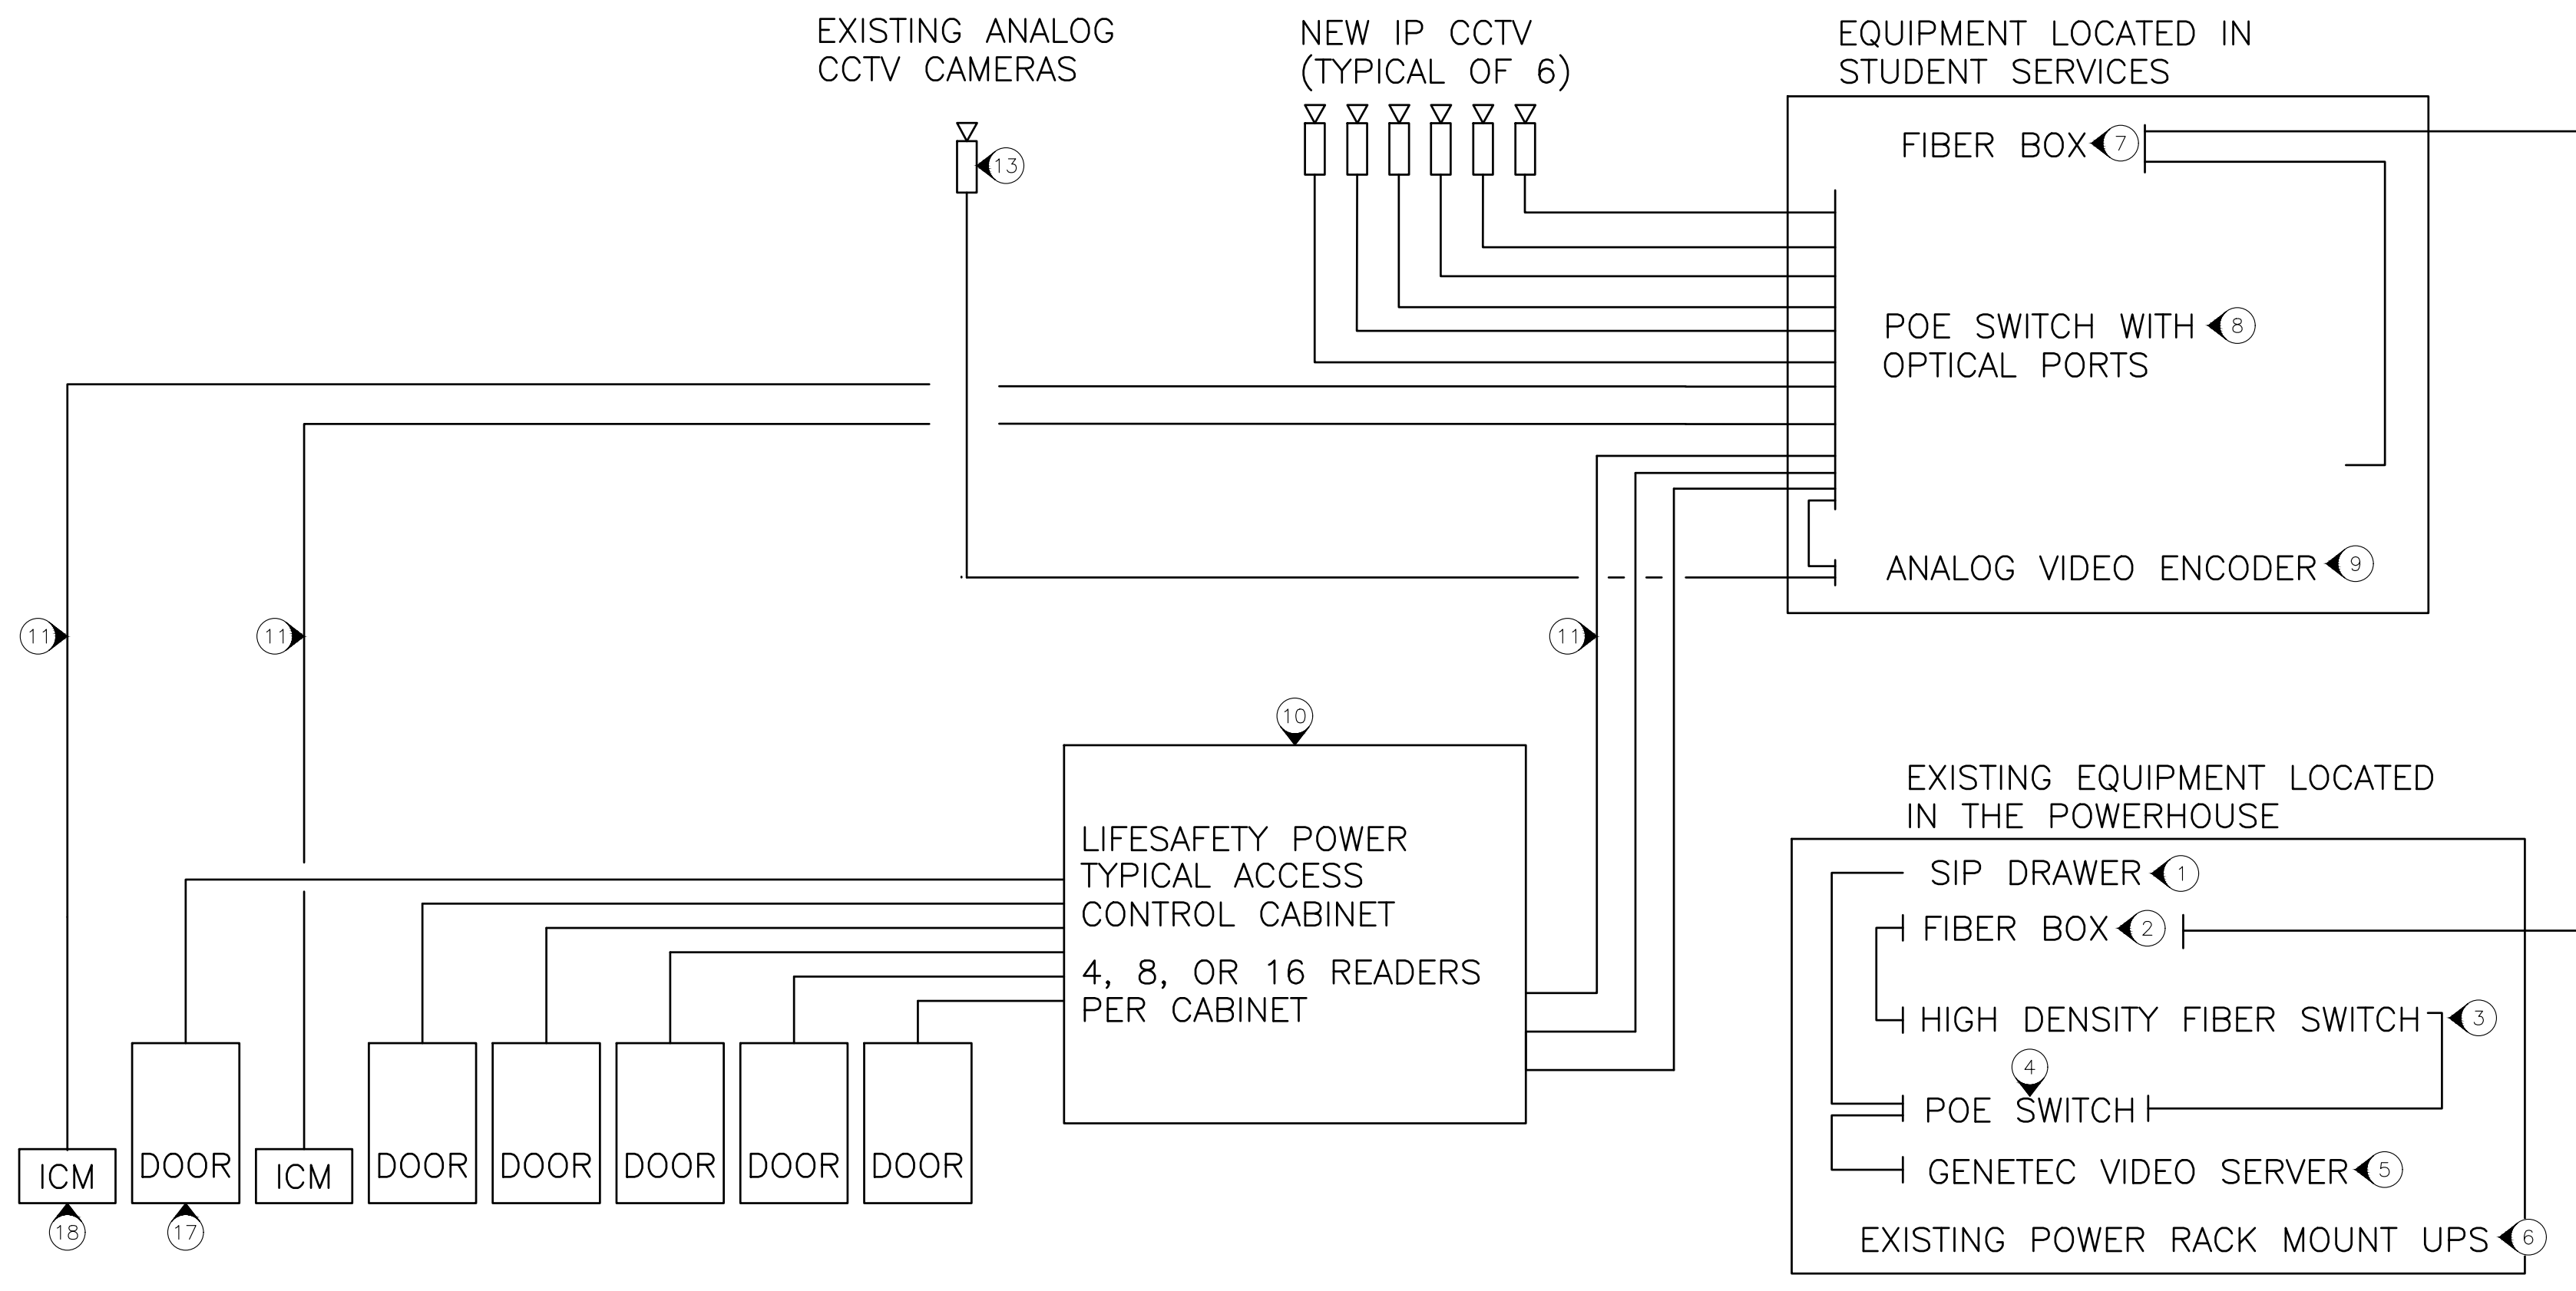 EXISTING ANALOG
CCTV CAMERAS
13
NEW IP CCTV
(TYPICAL OF 6)
EQUIPMENT LOCATED IN
STUDENT SERVICES
FIBER BOX 7
POE SWITCH WITH 8
OPTICAL PORTS
ANALOG VIDEO ENCODER 9
11
11
11
10
LIFESAFETY POWER
TYPICAL ACCESS
CONTROL CABINET
4, 8, OR 16 READERS
PER CABINET
EXISTING EQUIPMENT LOCATED
IN THE POWERHOUSE
SIP DRAWER 1
FIBER BOX 2
HIGH DENSITY FIBER SWITCH 3
4
POE SWITCH
GENETEC VIDEO SERVER 5
EXISTING POWER RACK MOUNT UPS 6
ICM
DOOR
ICM
DOOR
DOOR
DOOR
DOOR
DOOR
18
17